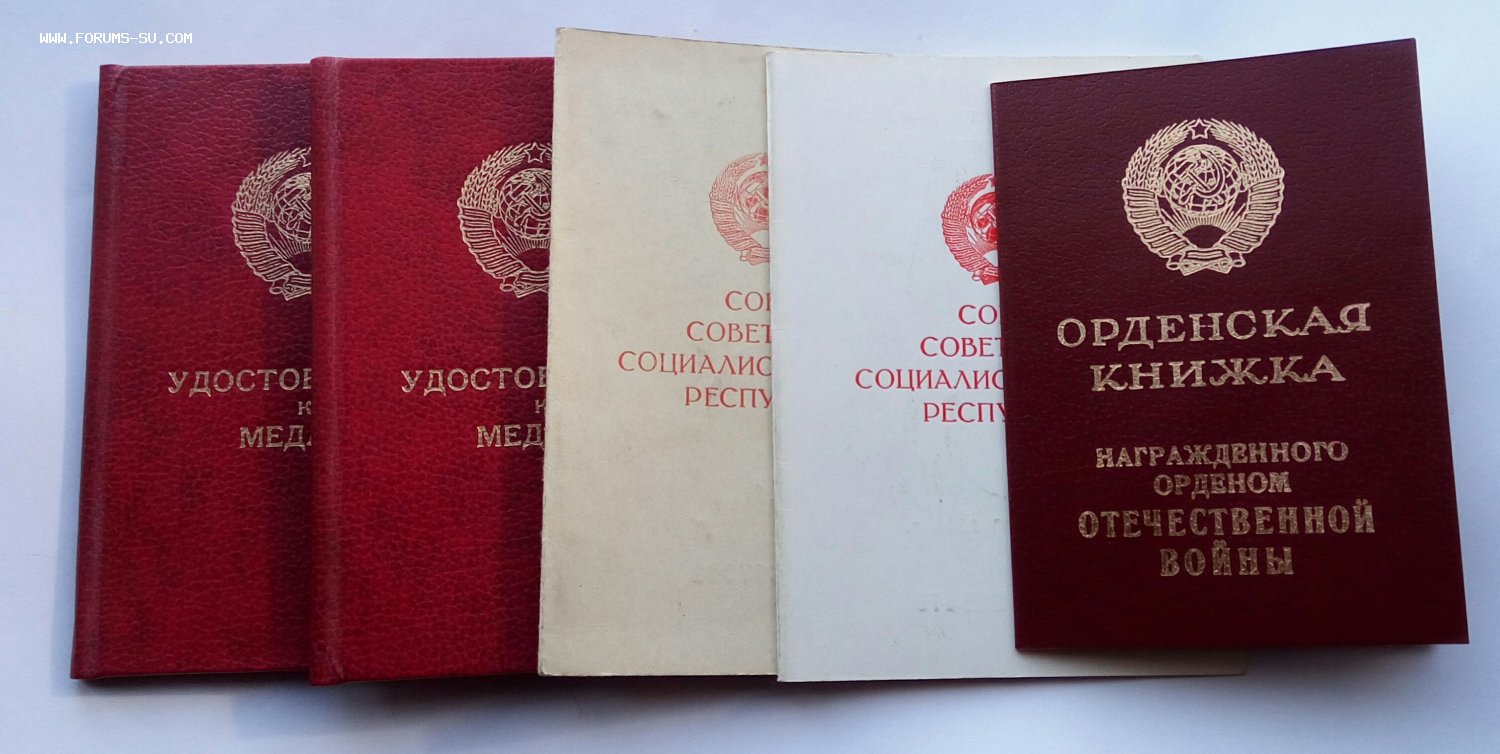 WWW.FORUMS-SU.COM
УДОСТОВ
К
МЕДА
УДОСТОВ
К
МЕД
СО
СОВЕТ
СОЦИАЛИС
РЕСПУ
СО
СОВЕТ
СОЦИАЛИС
РЕСПУ
ОРДЕНСКАЯ
КНИЖКА
НАГРАЖДЕННОГО
ОРДЕНОМ
ОТЕЧЕСТВЕННОЙ
ВОЙНЫ